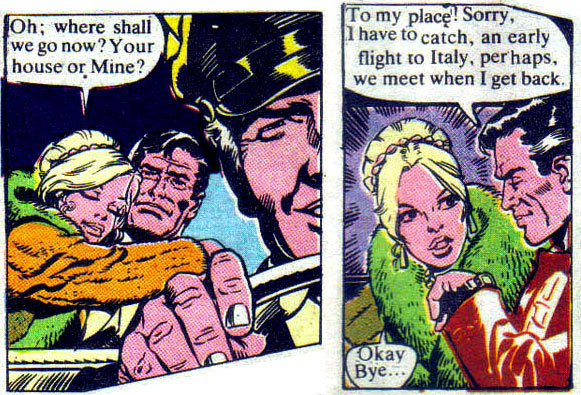 Oh; where shall
we go now? Your
house or Mine?
To my place! Sorry,
I have to catch, an early
flight to Italy, perhaps,
we meet when I get back.
Okay
Bye...